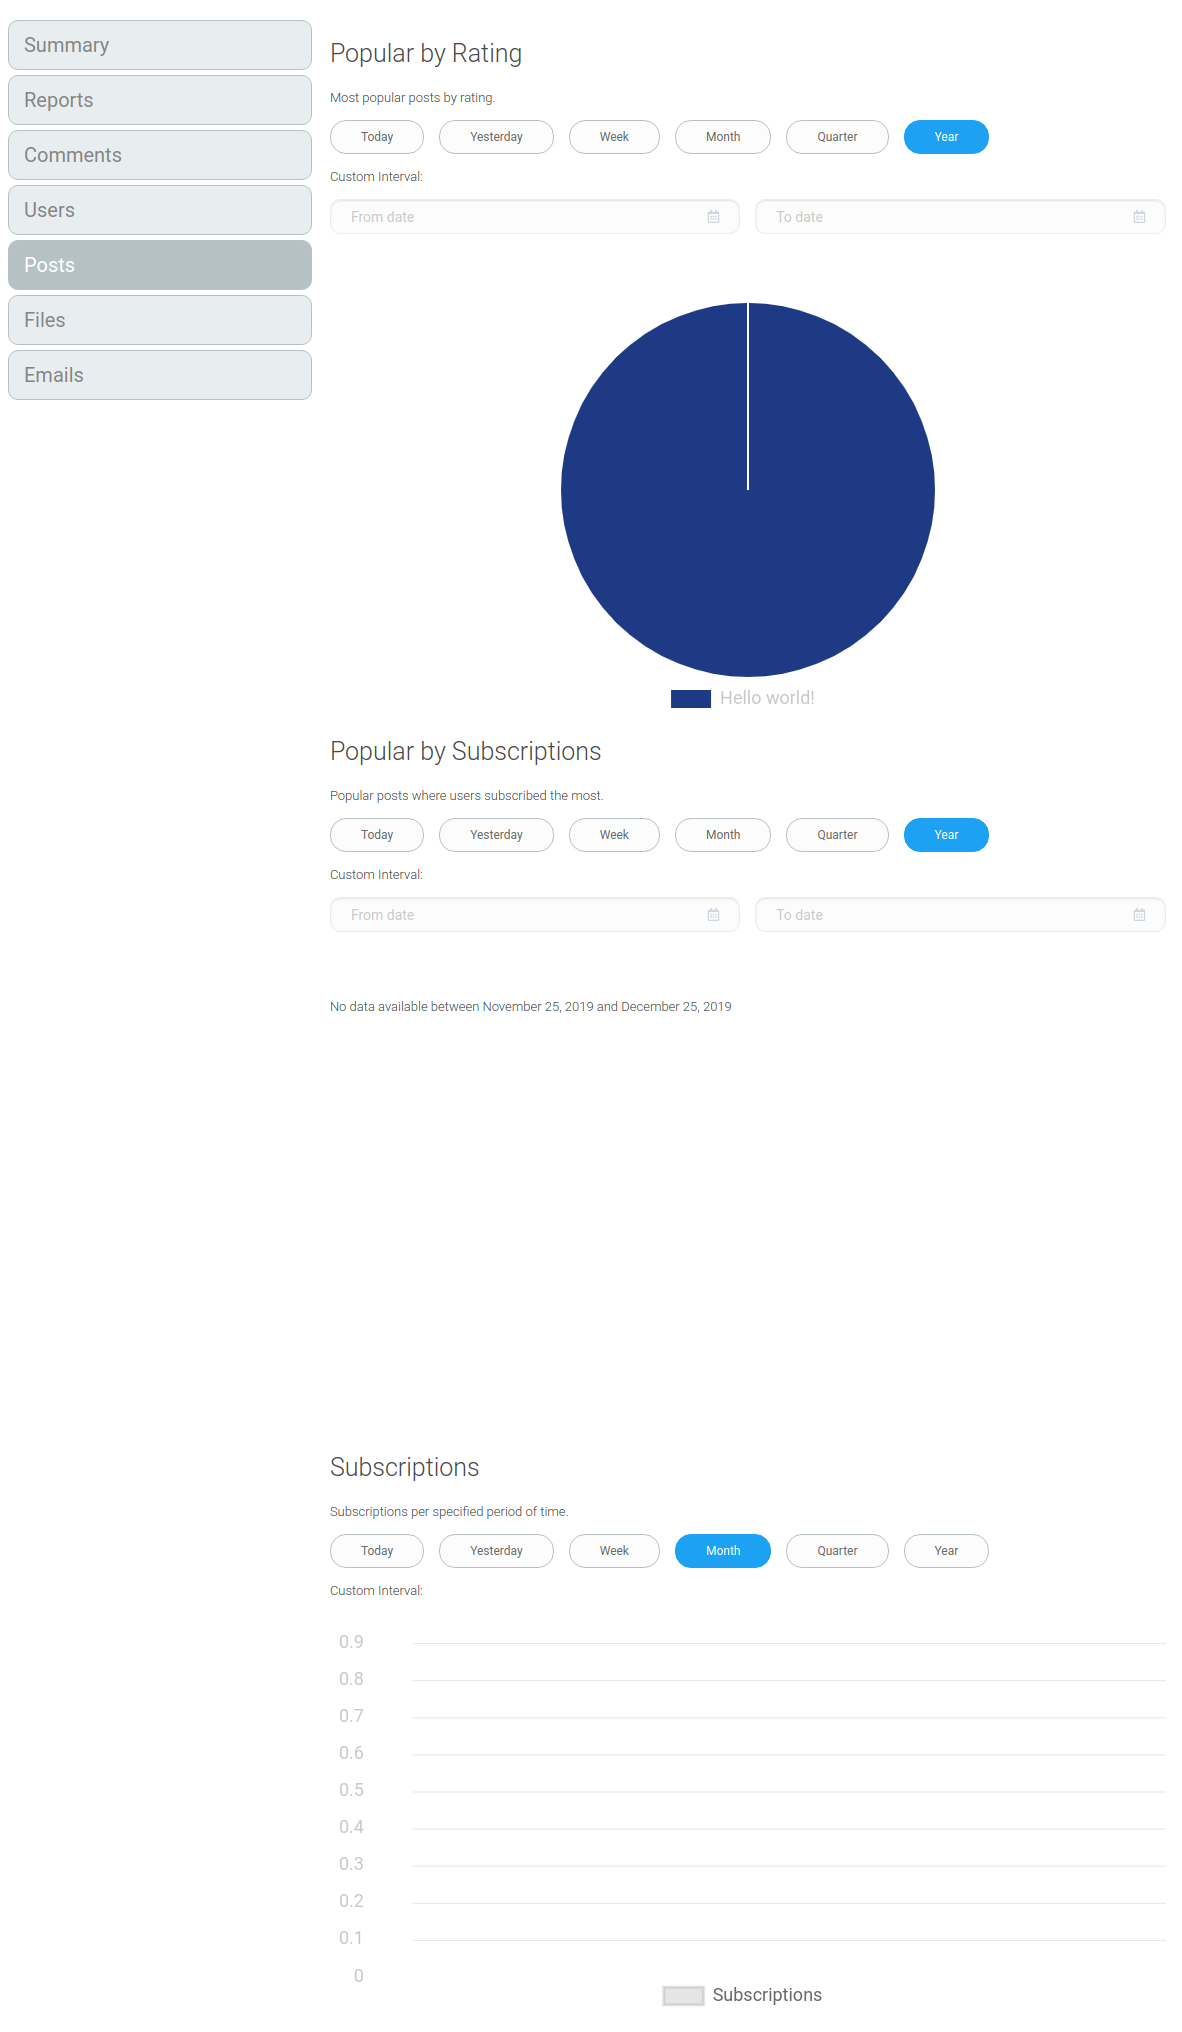 Summary
Reports
Comments
Users
Posts
Files
Emails
Popular by Rating
Most popular posts by rating.
Today Yesterday Week Month Quarter Year
Custom Interval:
From date To date
Hello world!
Popular by Subscriptions
Popular posts where users subscribed the most.
Today Yesterday Week Month Quarter Year
Custom Interval:
From date To date
No data available between November 25, 2019 and December 25, 2019
Subscriptions
Subscriptions per specified period of time.
Today Yesterday Week Month Quarter Year
Custom Interval:
0.9
0.8
0.7
0.6
0.5
0.4
0.3
0.2
0.1
0
Subscriptions